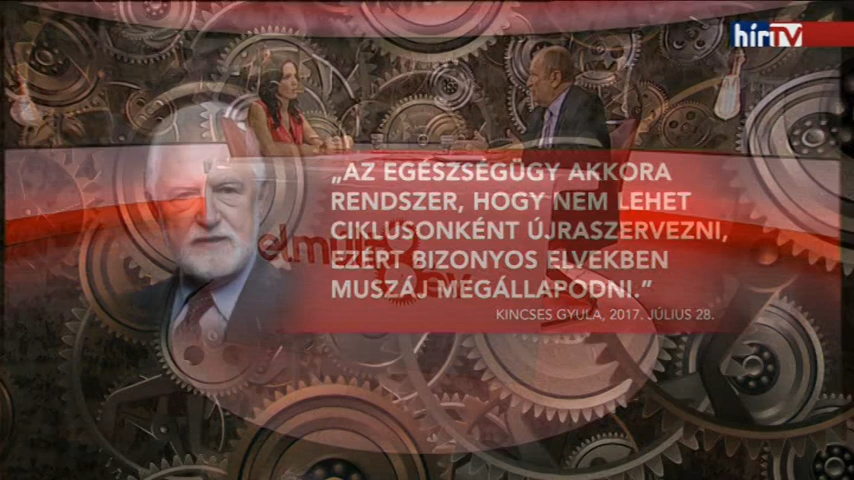 hírTV
„AZ EGÉSZSÉGÜGY AKKORA
RENDSZER, HOGY NEM LEHET
CIKLUSONKÉNT ÚJRASZERVEZNI,
EZÉRT BIZONYOS ELVEKBEN
MUSZÁJ MEGÁLLAPODNI.”
KINCSES GYULA, 2017. JÚLIUS 28.
elmúlt